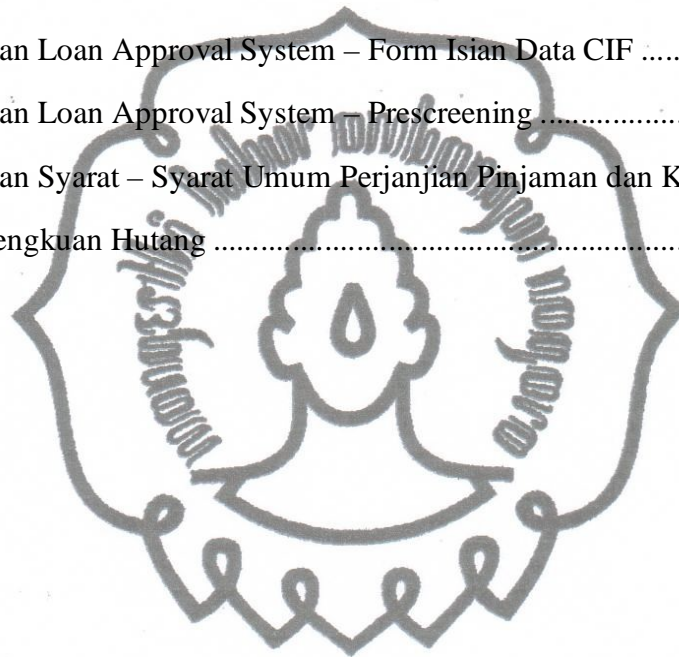 an Loan Approval System – Form Isian Data CIF ......
an Loan Approval System – Prescreening ..................
an Syarat – Syarat Umum Perjanjian Pinjaman dan K
engkuan Hutang ..........................................................